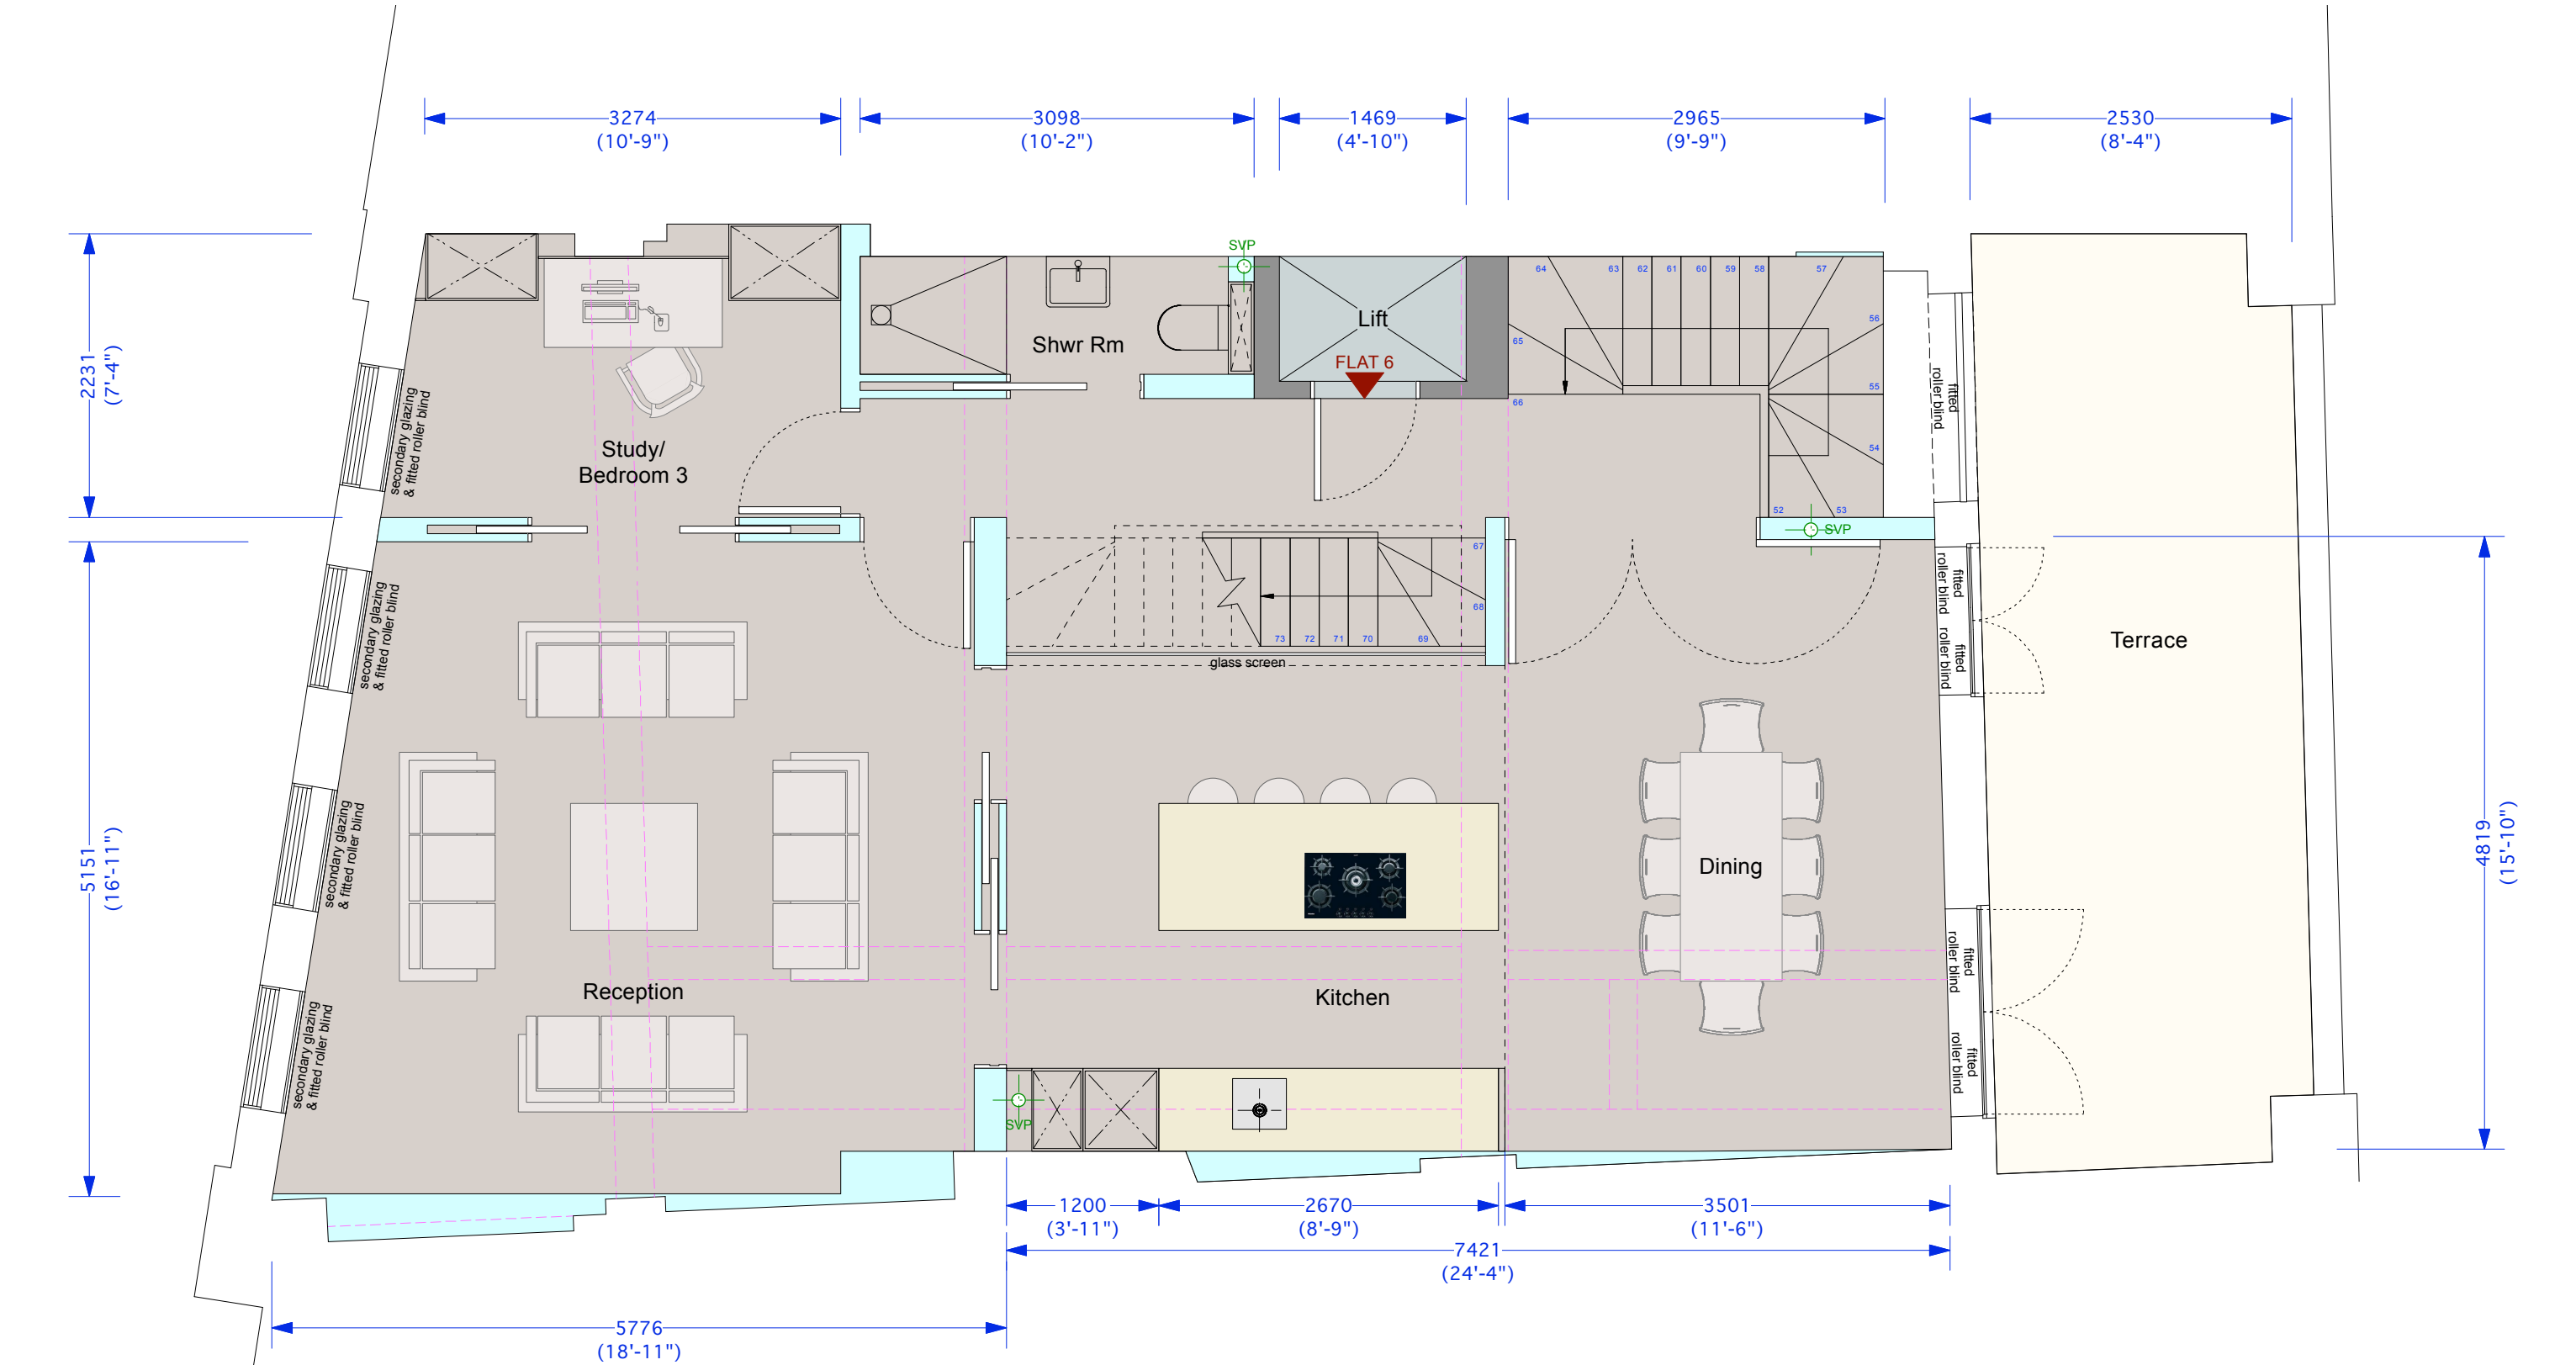 3274
(10'-9")
3098
(10'-2")
1469
(4'-10")
2965
(9'-9")
2530
(8'-4")
SVP
64
63
62
61
60
59
58
57
Lift
56
Shwr Rm
65
FLAT 6
55
66
2231
(7'-4")
fitted
roller blind
secondary glazing
& fitted roller blind
Study/
Bedroom 3
54
52
53
SVP
67
fitted
roller blind
secondary glazing
& fitted roller blind
68
73
72
71
70
69
glass screen
fitted
roller blind
Terrace
5151
(16'-11")
4819
(15'-10")
secondary glazing
& fitted roller blind
Dining
fitted
roller blind
Reception
Kitchen
secondary glazing
& fitted roller blind
fitted
roller blind
SVP
1200
(3'-11")
2670
(8'-9")
3501
(11'-6")
7421
(24'-4")
5776
(18'-11")